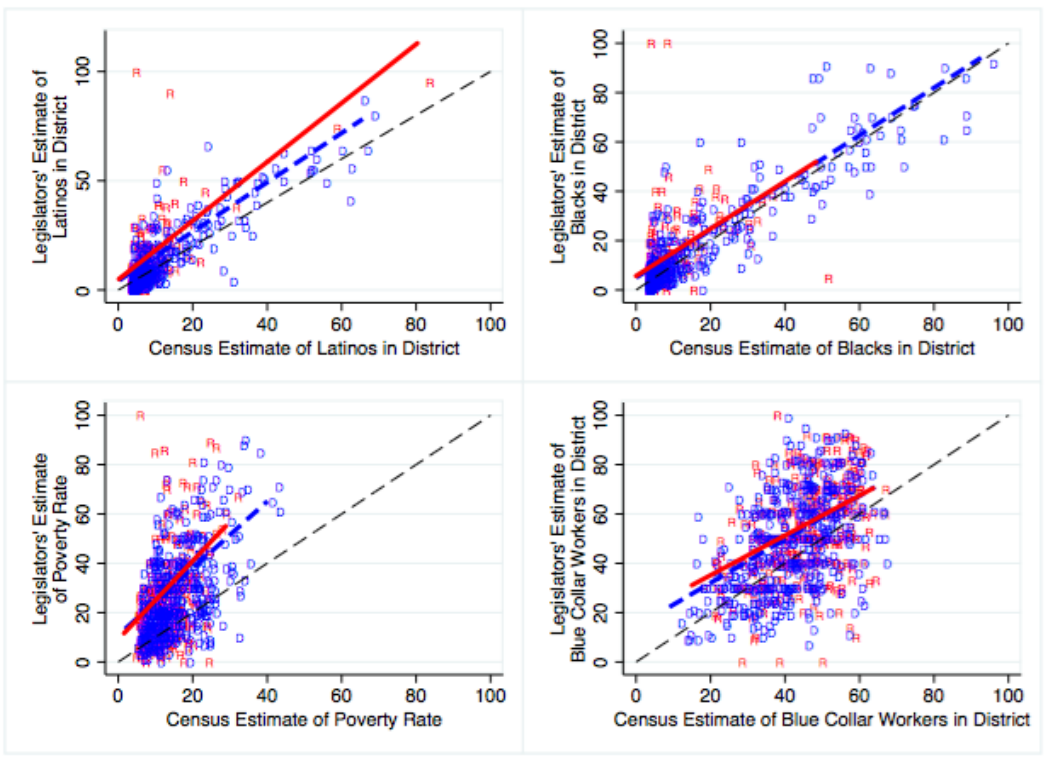 Legislators' Estimate of
Latinos in District
100
50
0
0 20 40 60 80 100
Census Estimate of Latinos in District
Legislators' Estimate of
Blacks in District
100
80
60
40
20
0
0 20 40 60 80 100
Census Estimate of Blacks in District
Legislators' Estimate
of Poverty Rate
100
80
60
40
20
0
0 20 40 60 80 100
Census Estimate of Poverty Rate
Legislators' Estimate of
Blue Collar Workers in District
100
80
60
40
20
0
0 20 40 60 80 100
Census Estimate of Blue Collar Workers in District